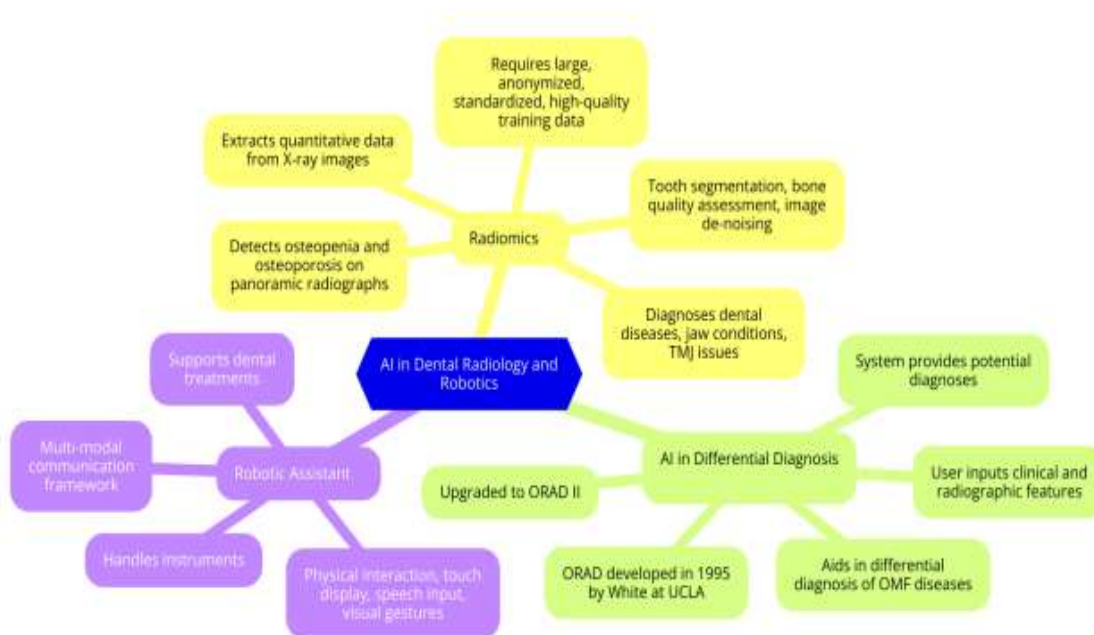 Requires large,
anonymized,
standardized, high-quality
training data
Extracts quantitative data
from X-ray images
Tooth segmentation, bone
quality assessment, image
de-noising
Radiomics
Detects osteopenia and
osteoporosis on
panoramic radiographs
Diagnoses dental
diseases, jaw conditions,
TMJ issues
AI in Dental Radiology and
Robotics
Supports dental
treatments
System provides potential
diagnoses
Multi-modal
communication
framework
Robotic Assistant
AI in Differential Diagnosis
User inputs clinical and
radiographic features
Upgraded to ORAD II
Handles instruments
Physical interaction, touch
display, speech input,
visual gestures
ORAD developed in 1995
by White at UCLA
Aids in differential
diagnosis of OMF diseases